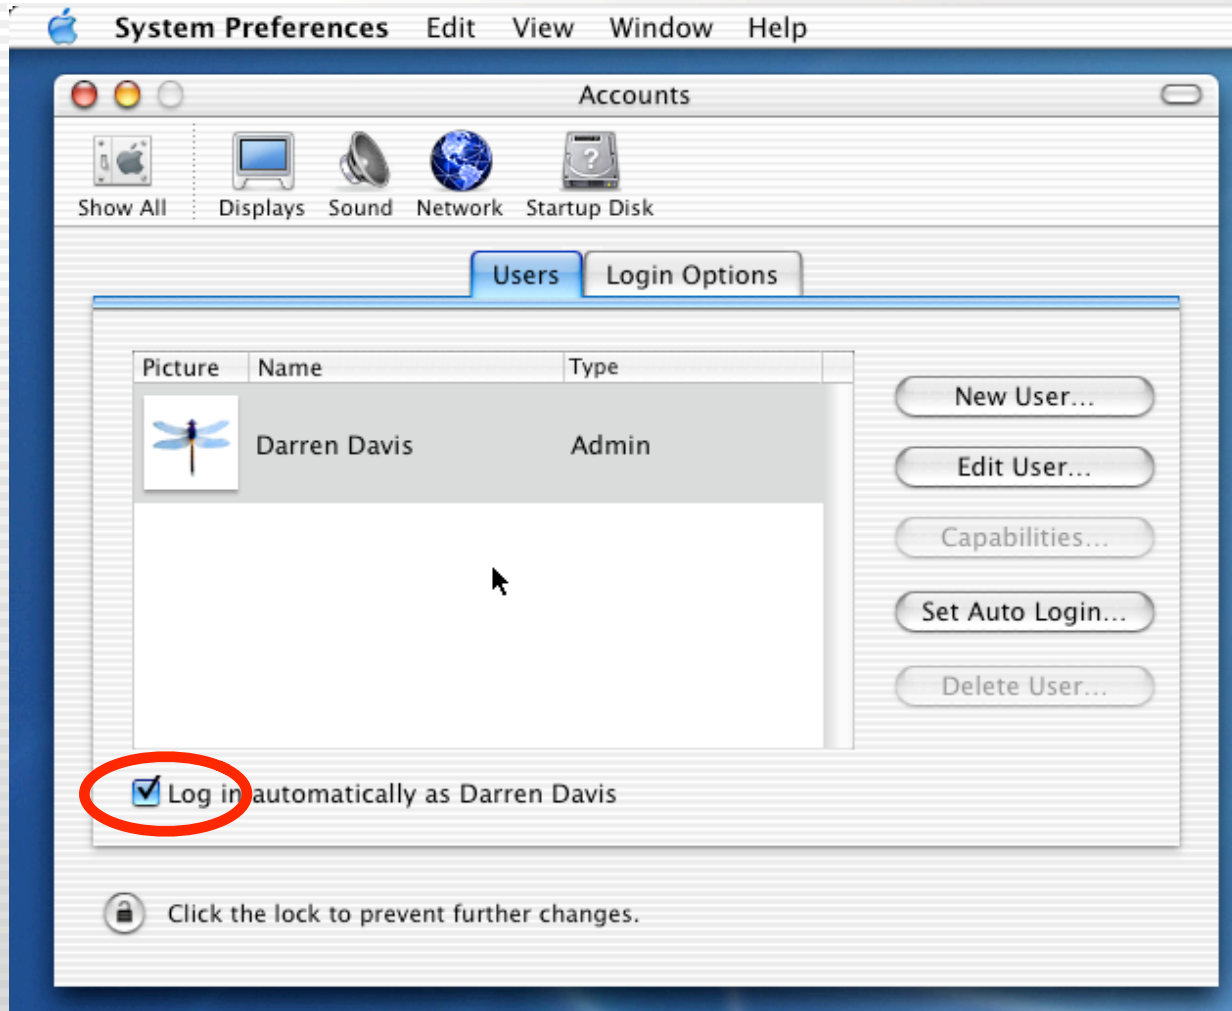 System Preferences Edit View Window Help
Accounts
Show All Displays Sound Network Startup Disk
Users Login Options
Picture Name Type
Darren Davis Admin
New User...
Edit User...
Capabilities...
Set Auto Login...
Delete User...
Log in automatically as Darren Davis
Click the lock to prevent further changes.